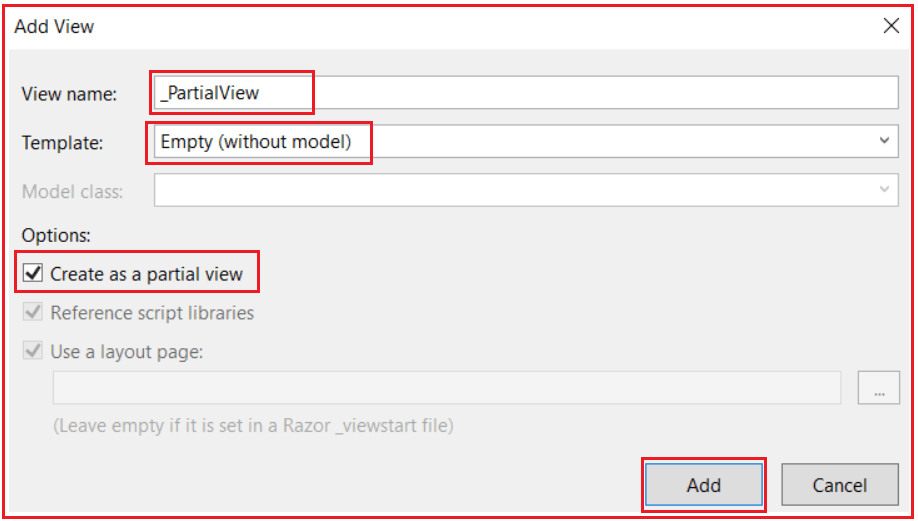 Add View
View name: _PartialView
Template: Empty (without model)
Model class:
Options:
Create as a partial view
Reference script libraries
Use a layout page:
...
(Leave empty if it is set in a Razor _viewstart file)
Add Cancel